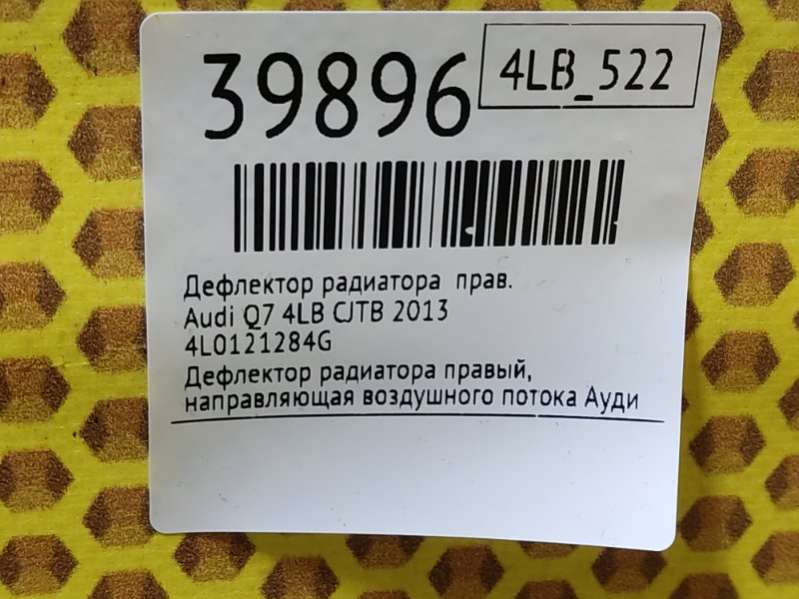 39896
4LB_522
Дефлектор радиатора прав.
Audi Q7 4LB CJTB 2013
4L0121284G
Дефлектор радиатора правый,
направляющая воздушного потока Ауди